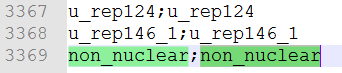 3367 u_rep124;u_rep124
3368 u_rep146_1;u_rep146_1
3369 non_nuclear;non_nuclear